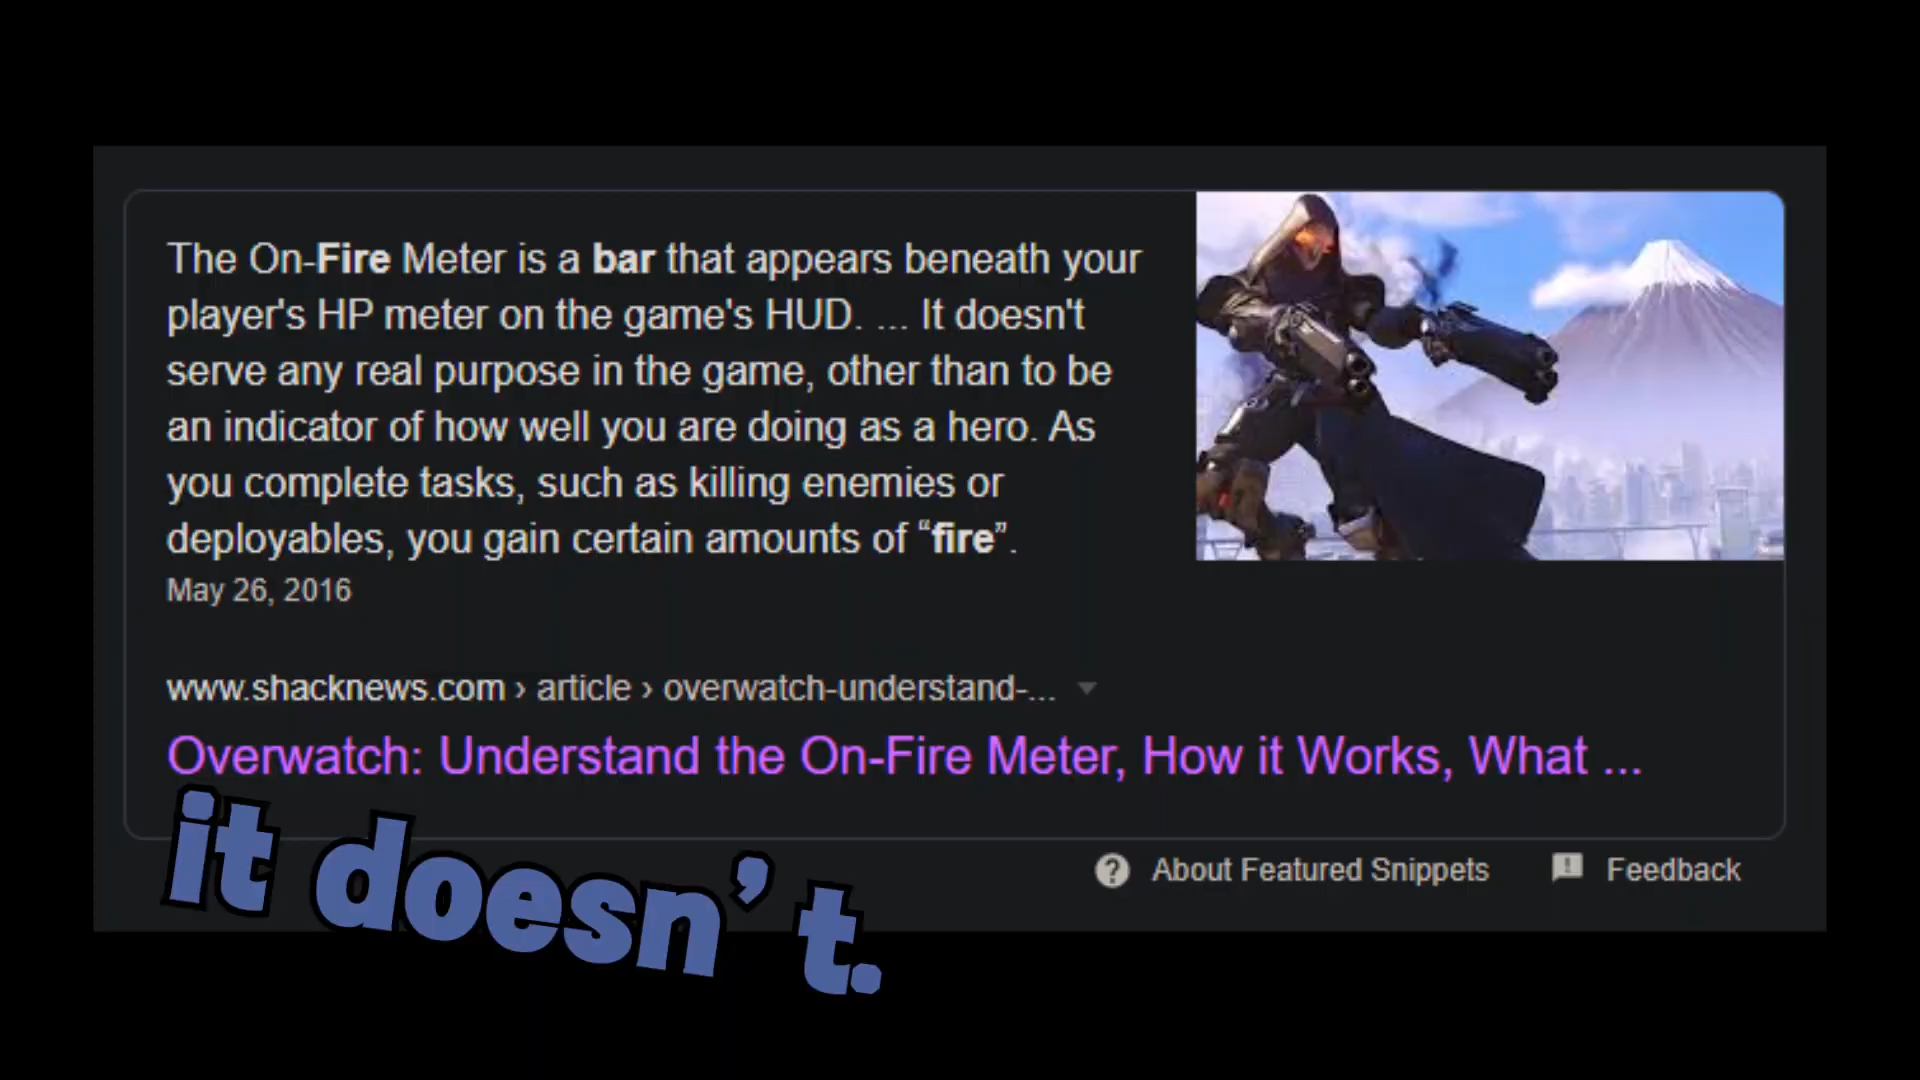 The On-Fire Meter is a bar that appears beneath your
player's HP meter on the game's HUD. ... It doesn't
serve any real purpose in the game, other than to be
an indicator of how well you are doing as a hero. As
you complete tasks, such as killing enemies or
deployables, you gain certain amounts of “fire”.
May 26, 2016
www.shacknews.com › article › overwatch-understand-...
Overwatch: Understand the On-Fire Meter, How it Works, What ...
it doesn't.
About Featured Snippets Feedback